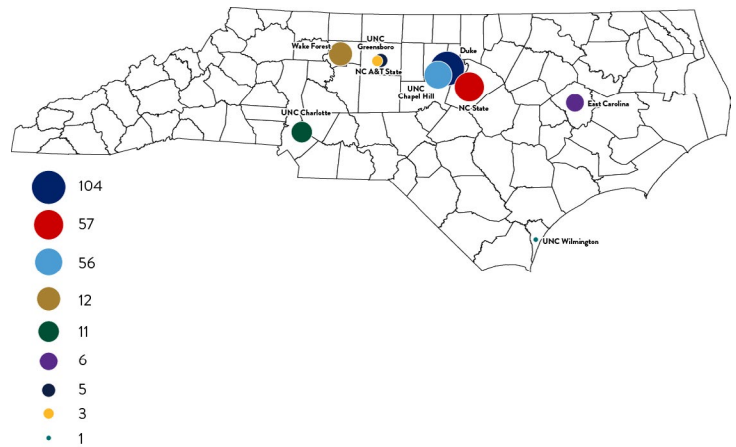 UNC
Greensboro
Wake Forest
Duke
NC A&T State
UNC
Chapel Hill
NC State
East Carolina
UNC Charlotte
UNC Wilmington
104
57
56
12
11
6
5
3
1